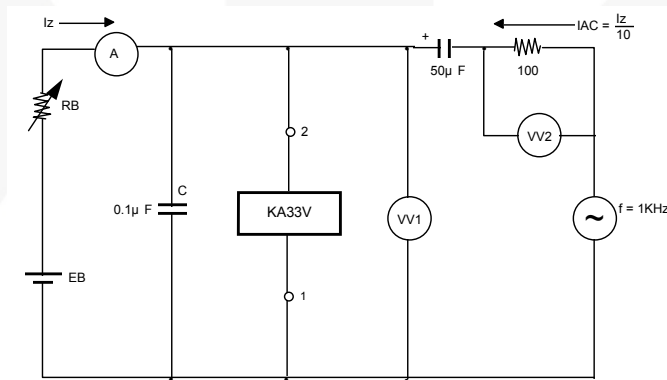 Iz
IAC = Iz/10
A
+
50μ F
100
RB
2
VV2
C
0.1μ F
KA33V
VV1
~
f = 1KHz
EB
1